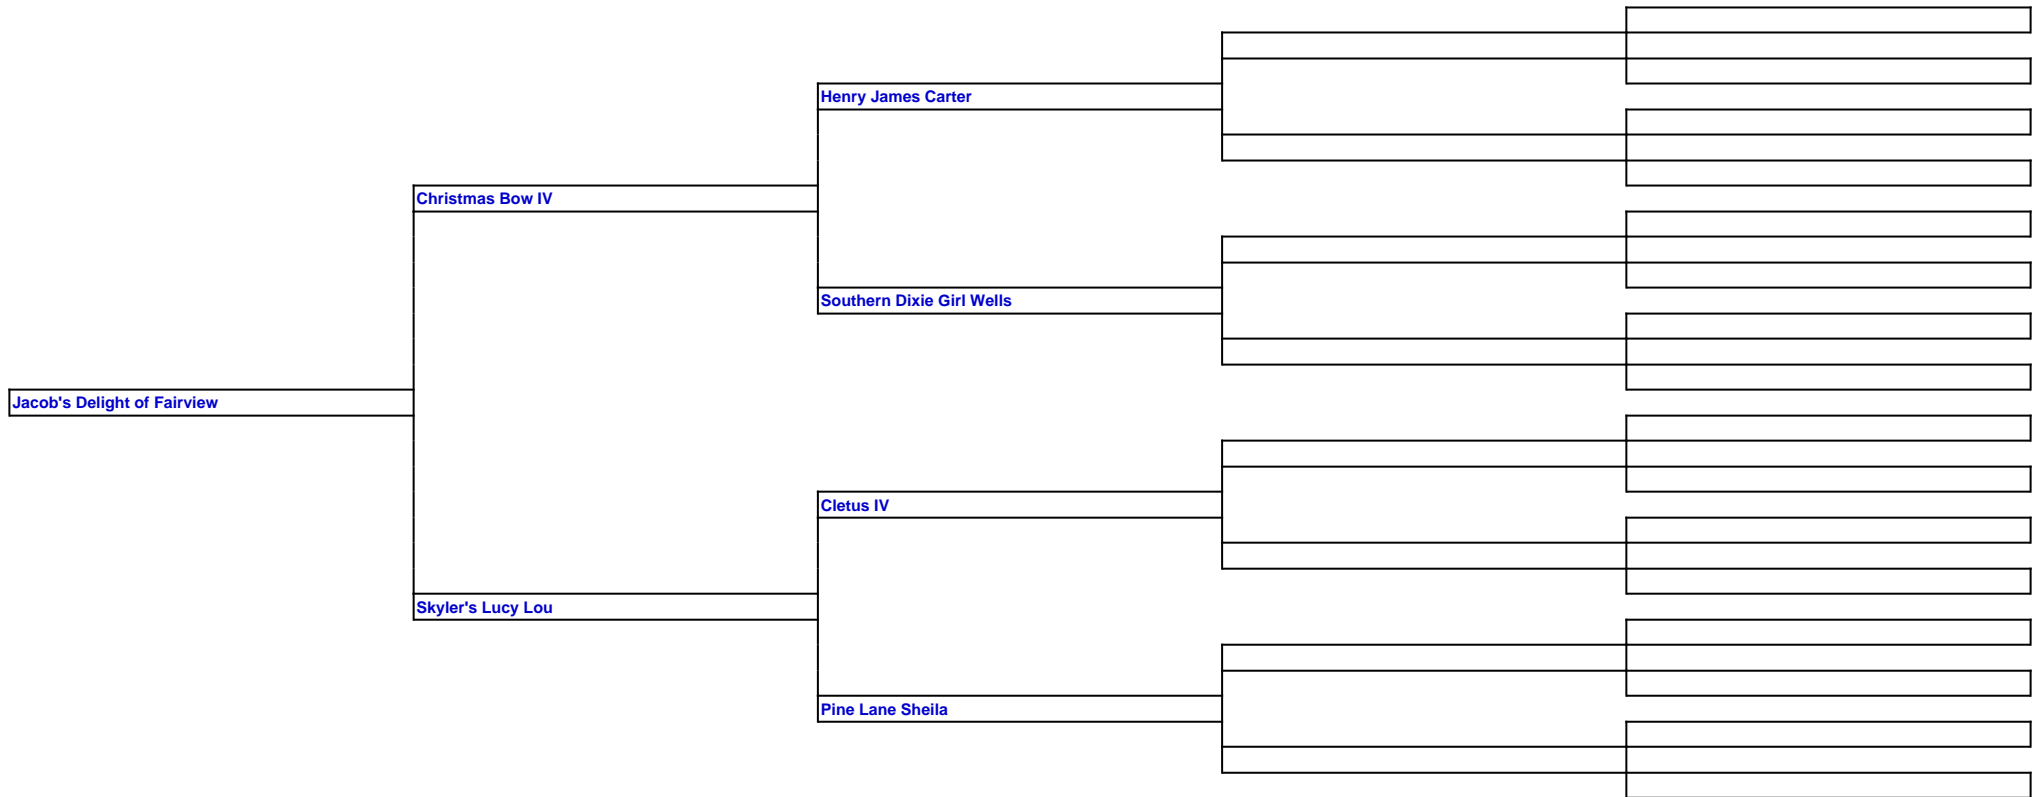 Henry James Carter
Christmas Bow IV
Southern Dixie Girl Wells
Jacob's Delight of Fairview
Cletus IV
Skyler's Lucy Lou
Pine Lane Sheila